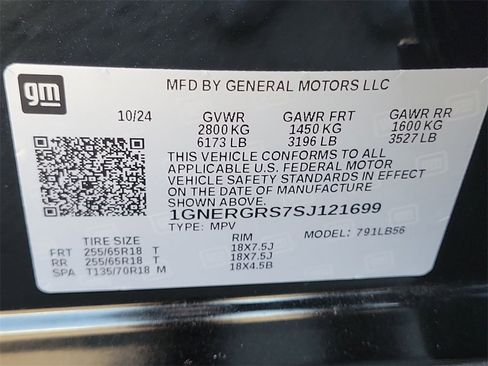 gm
MFD BY GENERAL MOTORS LLC
10/24 GVWR GAWR FRT GAWR RR
2800 KG 1450 KG 1600 KG
6173 LB 3196 LB 3527 LB
THIS VEHICLE CONFORMS TO ALL
APPLICABLE U.S. FEDERAL MOTOR
VEHICLE SAFETY STANDARDS IN EFFECT
ON THE DATE OF MANUFACTURE
SHOWN ABOVE.
1GNERGRS7SJ121699
TYPE: MPV MODEL: 791LB56
TIRE SIZE RIM
FRT 255/65R18 T 18X7.5J
RR 255/65R18 T 18X7.5J
SPA T135/70R18 M 18X4.5B